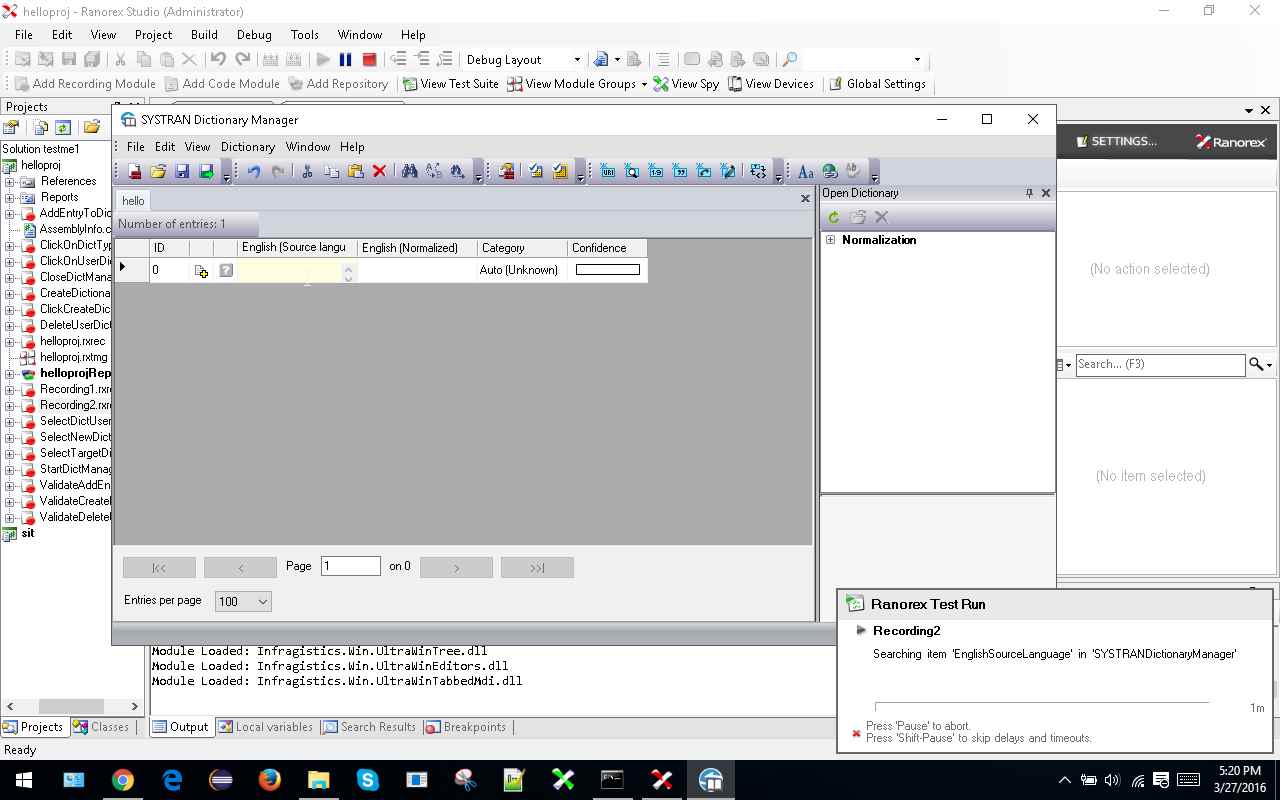 helloproj - Ranorex Studio (Administrator)
File Edit View Project Build Debug Tools Window Help
Debug Layout
Add Recording Module Add Code Module Add Repository View Test Suite View Module Groups View Spy View Devices Global Settings
Projects
Solution testme1
helloproj
References
Reports
AddEntryToDic
AssemblyInfo.c
ClickOnDictTyp
ClickOnUserDi
CloseDictMana
CreateDictiona
ClickCreateDic
DeleteUserDict
helloproj.rxrec
helloproj.rxtmg
helloprojRep
Recording1.rxre
Recording2.rxre
SelectDictUser
SelectNewDict
SelectTargetDi
StartDictManag
ValidateAddEn
ValidateCreatel
ValidateDeletel
sit
SYSTRAN Dictionary Manager
File Edit View Dictionary Window Help
hello
Number of entries: 1
ID English (Source langu English (Normalized) Category Confidence
0 Auto (Unknown)
Page 1 on 0
|<< < > >>|
Entries per page 100
Open Dictionary
Normalization
SETTINGS... Ranorex
(No action selected)
Search... (F3)
(No item selected)
Module Loaded: Infragistics.Win.UltraWinTree.dll
Module Loaded: Infragistics.Win.UltraWinEditors.dll
Module Loaded: Infragistics.Win.UltraWinTabbedMdi.dll
Ranorex Test Run
Recording2
Searching item 'EnglishSourceLanguage' in 'SYSTRANDictionaryManager'
1m
Press 'Pause' to abort.
Press 'Shift-Pause' to skip delays and timeouts.
Projects Classes Output Local variables Search Results Breakpoints
Ready
5:20 PM
3/27/2016